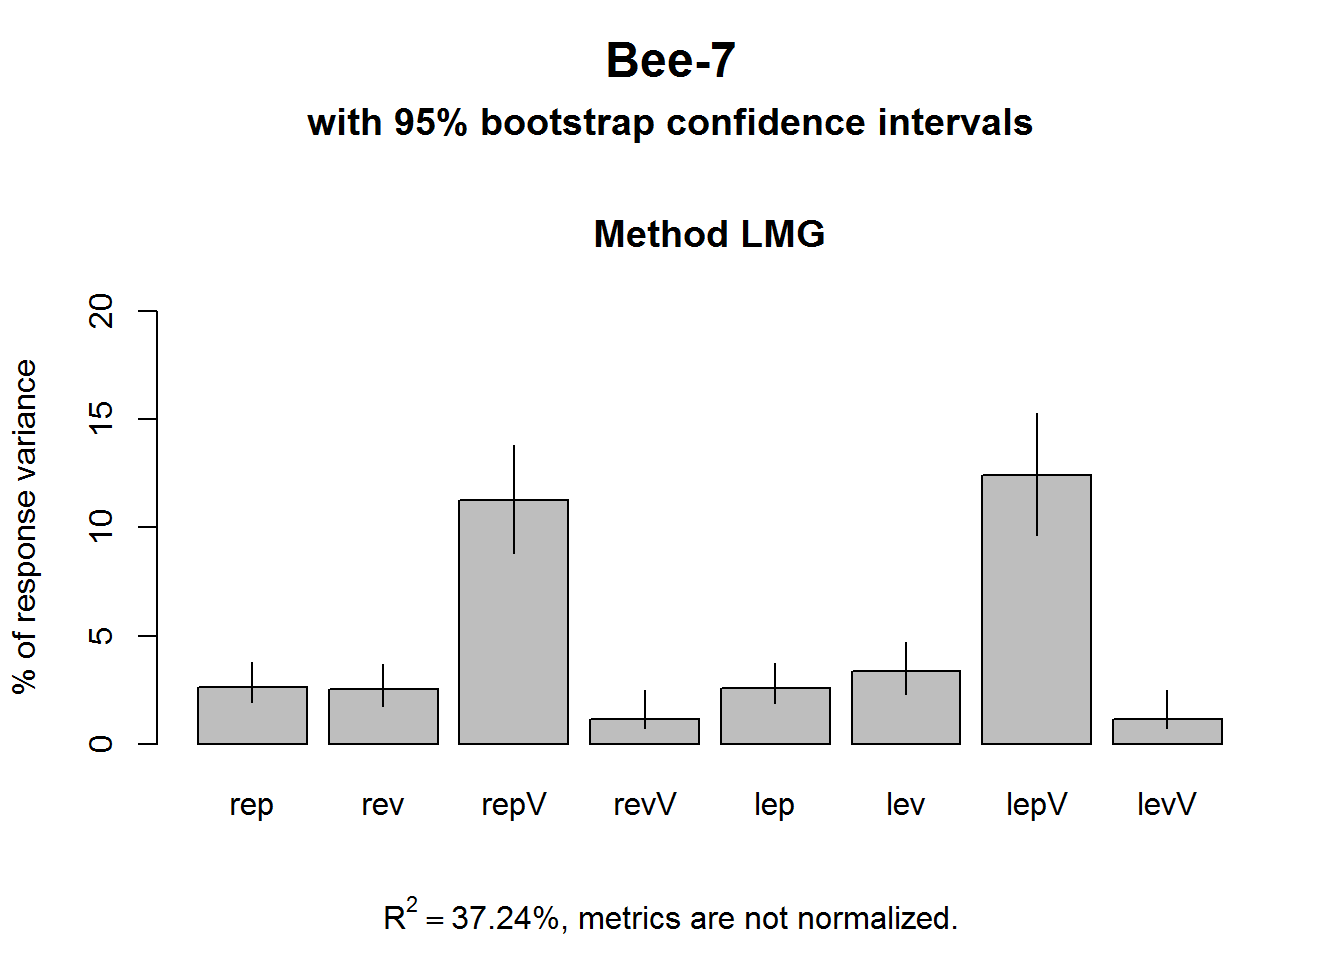 Bee-7
with 95% bootstrap confidence intervals
Method LMG
% of response variance
20
15
10
5
0
rep rev repV revV lep lev lepV levV
R² = 37.24%, metrics are not normalized.